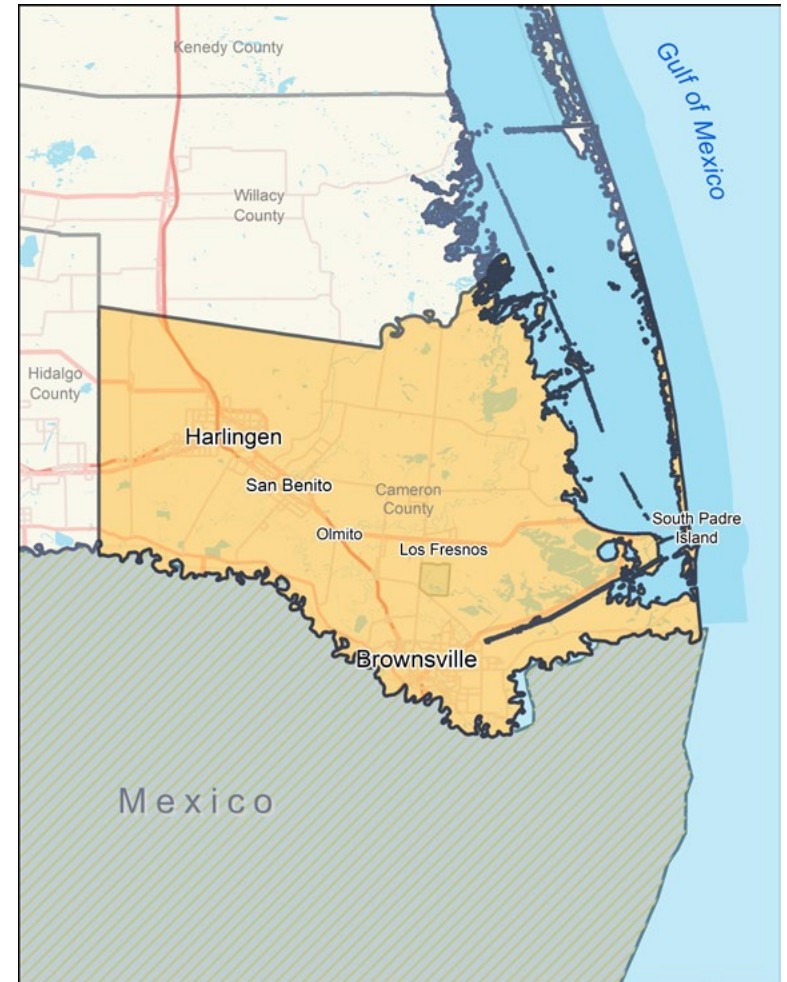 Kenedy County
Gulf of Mexico
Willacy
County
Hidalgo
County
Harlingen
San Benito
Cameron
County
South Padre
Island
Olmito
Los Fresnos
Brownsville
Mexico